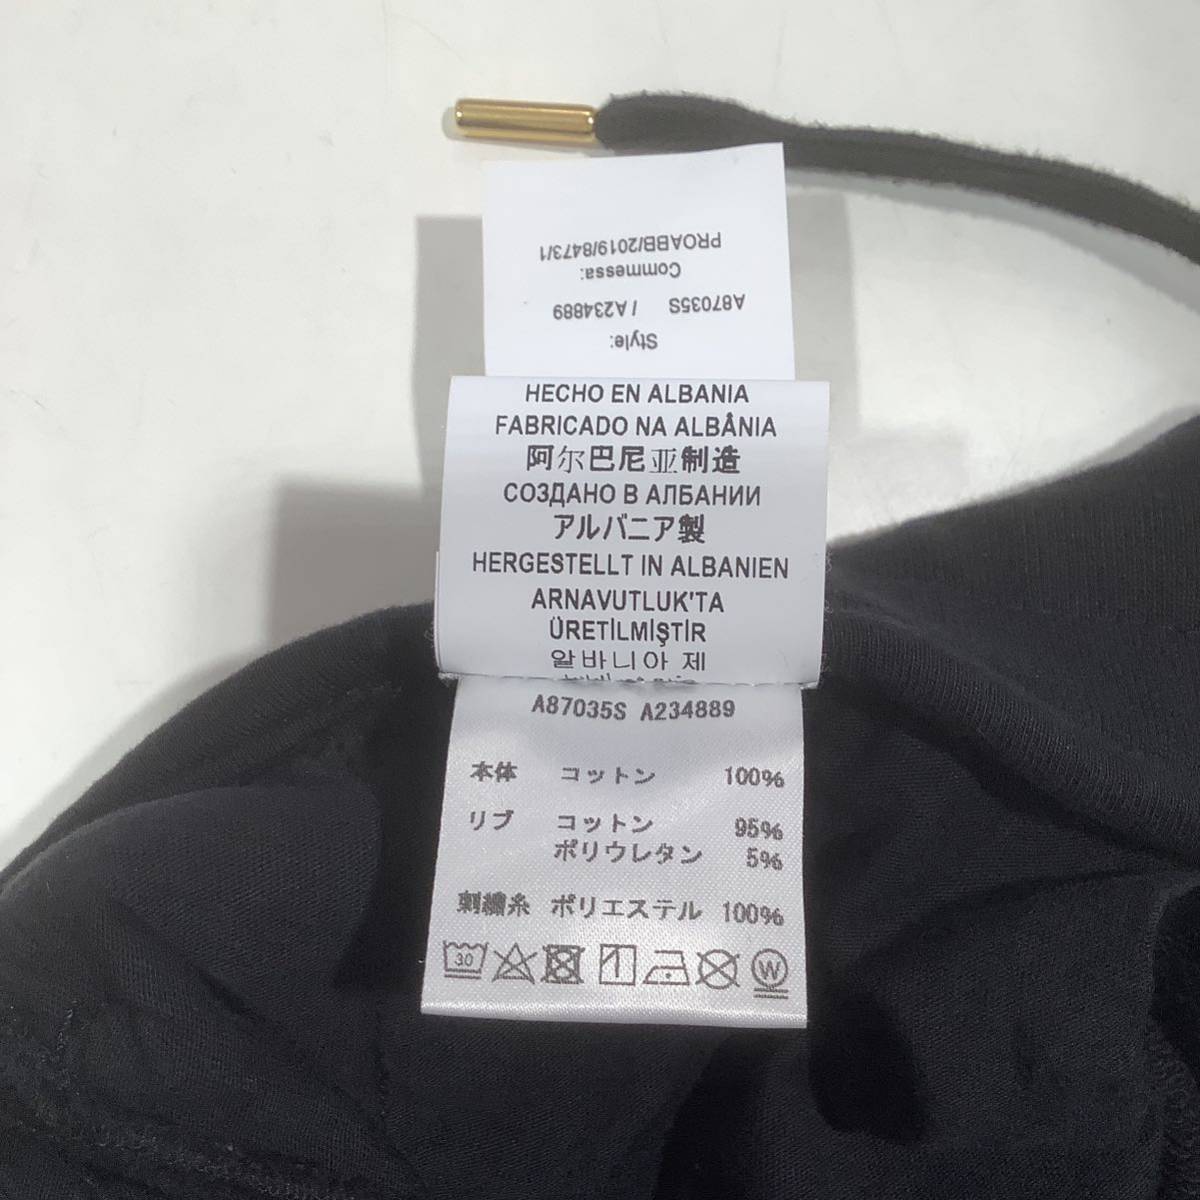 Style:
A87035S / A234889
Commessa:
PROABB/2019/8473/1
HECHO EN ALBANIA
FABRICADO NA ALBÂNIA
阿尔巴尼亚制造
СОЗДАНО В АЛБАНИИ
アルバニア製
HERGESTELLT IN ALBANIEN
ARNAVUTLUK'TA
ÜRETİLMİŞTİR
알바니아 제
A87035S A234889
本体 コットン 100%
リブ コットン 95%
ポリウレタン 5%
刺繍糸 ポリエステル 100%
30
W